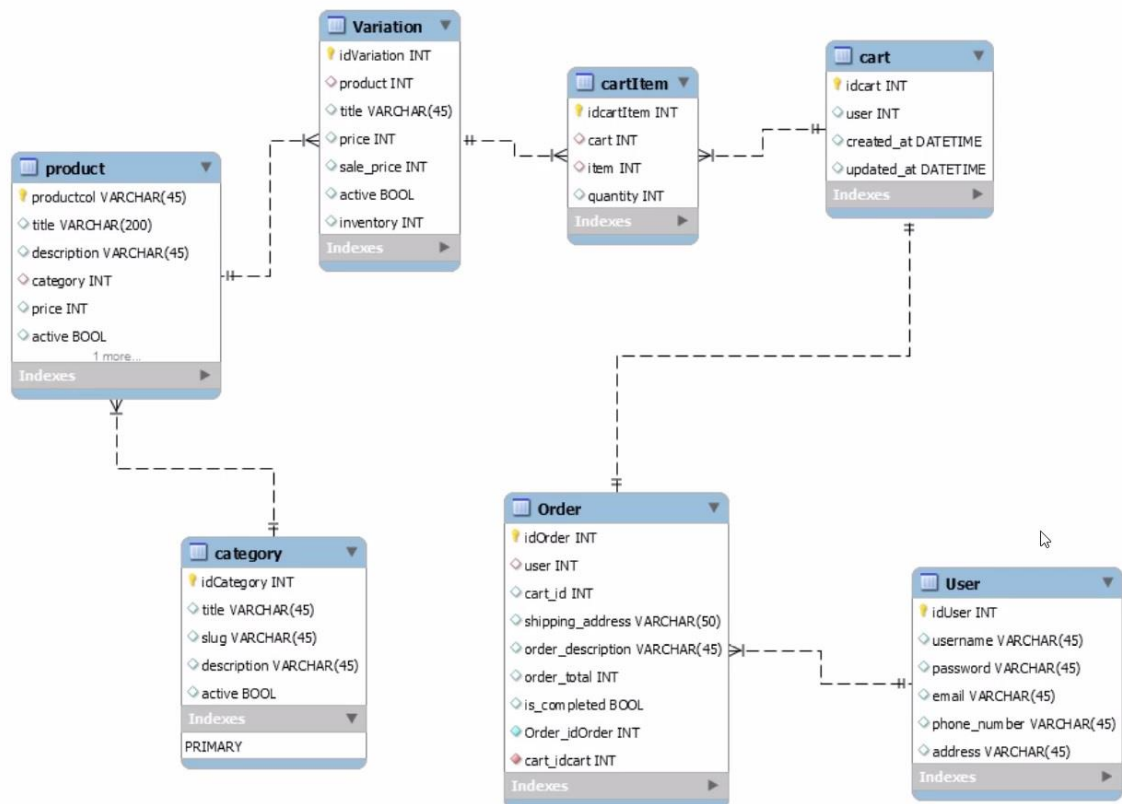 Variation
idVariation INT
product INT
title VARCHAR(45)
price INT
sale_price INT
active BOOL
inventory INT
Indexes
cartItem
idcartItem INT
cart INT
item INT
quantity INT
Indexes
cart
idcart INT
user INT
created_at DATETIME
updated_at DATETIME
Indexes
product
productcol VARCHAR(45)
title VARCHAR(200)
description VARCHAR(45)
category INT
price INT
active BOOL
1 more...
Indexes
category
idCategory INT
title VARCHAR(45)
slug VARCHAR(45)
description VARCHAR(45)
active BOOL
Indexes
PRIMARY
Order
idOrder INT
user INT
cart_id INT
shipping_address VARCHAR(50)
order_description VARCHAR(45)
order_total INT
is_completed BOOL
Order_idOrder INT
cart_idcart INT
Indexes
User
idUser INT
username VARCHAR(45)
password VARCHAR(45)
email VARCHAR(45)
phone_number VARCHAR(45)
address VARCHAR(45)
Indexes